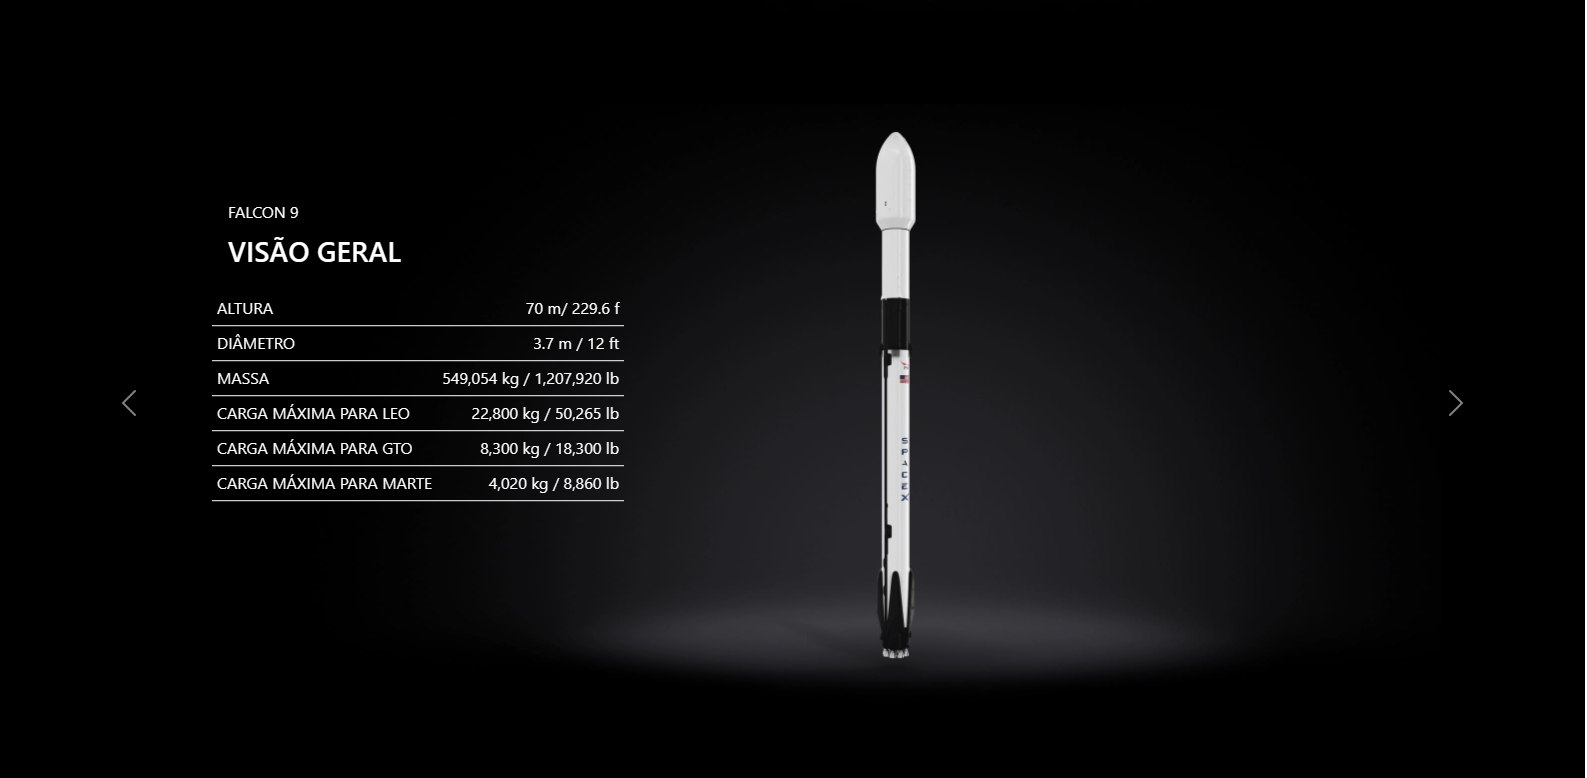 FALCON 9
VISÃO GERAL
ALTURA 70 m/ 229.6 f
DIÂMETRO 3.7 m / 12 ft
MASSA 549,054 kg / 1,207,920 lb
CARGA MÁXIMA PARA LEO 22,800 kg / 50,265 lb
CARGA MÁXIMA PARA GTO 8,300 kg / 18,300 lb
CARGA MÁXIMA PARA MARTE 4,020 kg / 8,860 lb
SPACEX